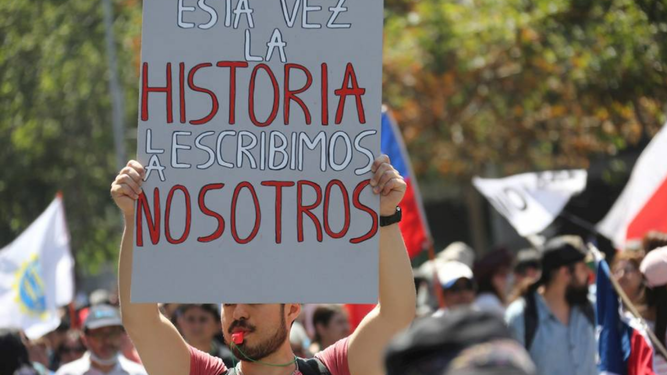 ESTA VEZ
LA
HISTORIA
LA ESCRIBIMOS
NOSOTROS